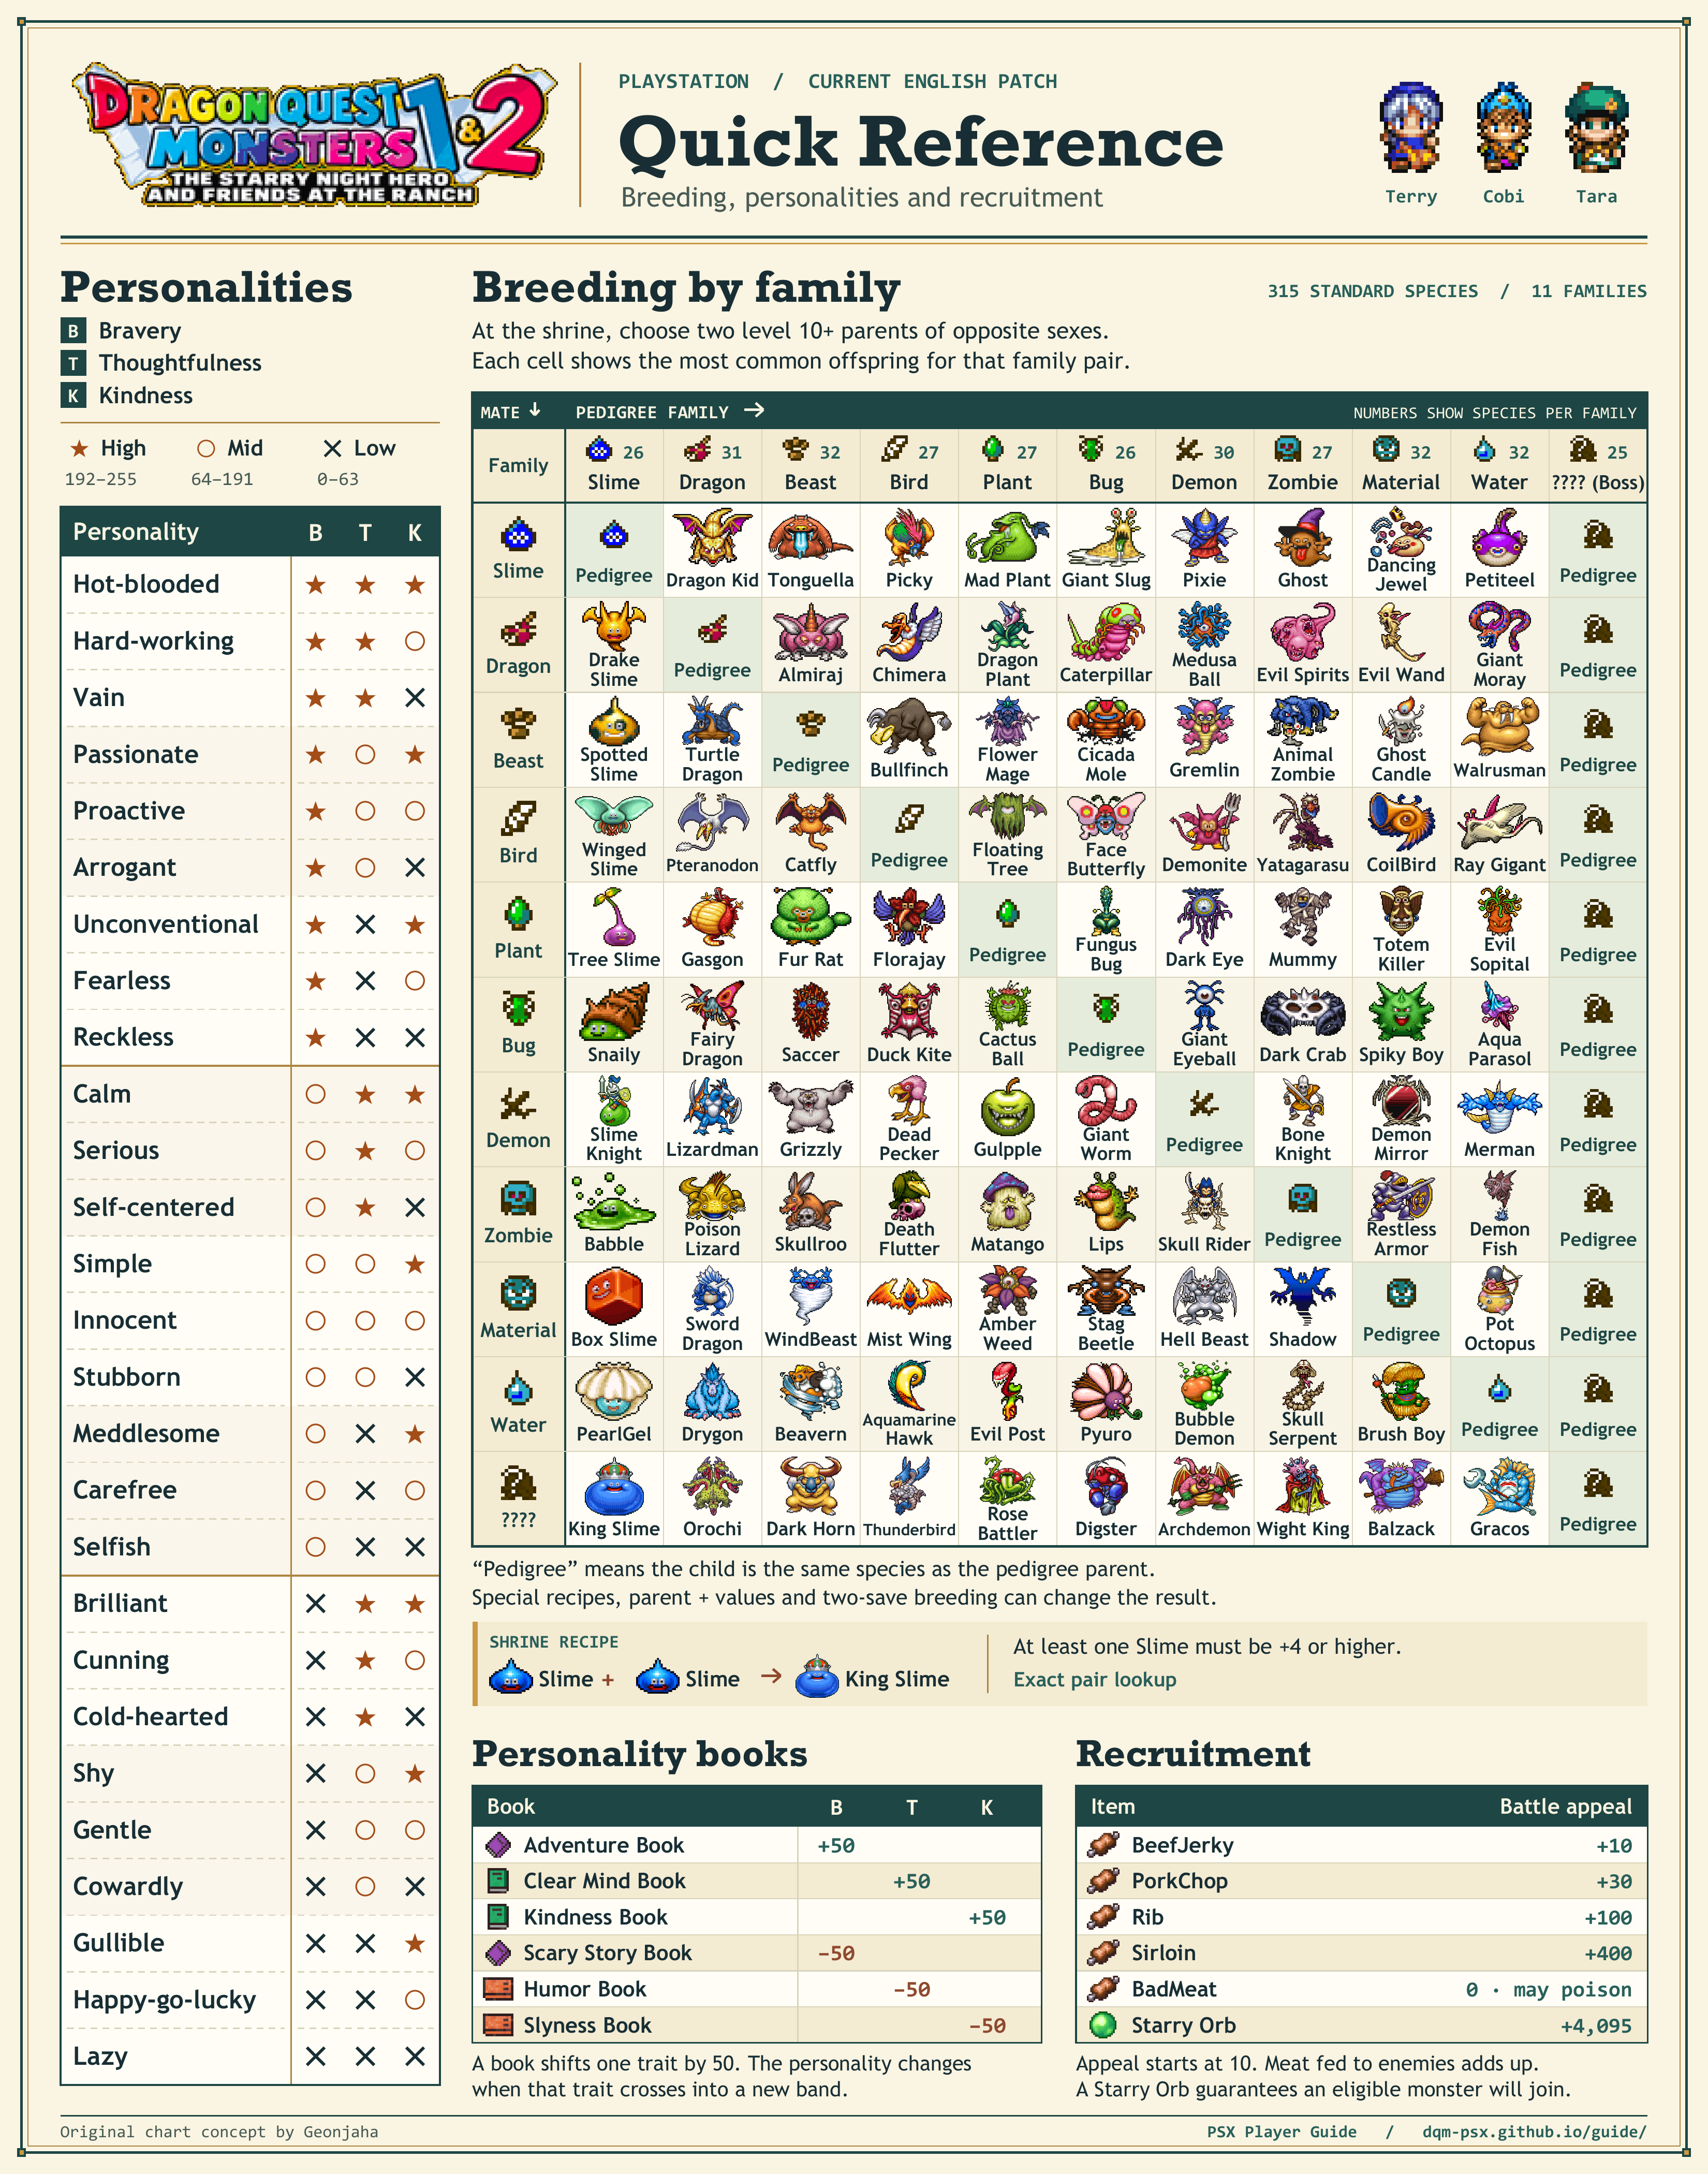 DRAGON QUEST
MONSTERS 1&2
THE STARRY NIGHT HERO
AND FRIENDS AT THE RANCH
PLAYSTATION / CURRENT ENGLISH PATCH
Quick Reference
Breeding, personalities and recruitment
Terry Cobi Tara
Personalities
B Bravery
T Thoughtfulness
K Kindness
★ High ○ Mid ✕ Low
192–255 64–191 0–63
Personality B T K
Hot-blooded ★ ★ ★
Hard-working ★ ★ ○
Vain ★ ★ ✕
Passionate ★ ○ ★
Proactive ★ ○ ○
Arrogant ★ ○ ✕
Unconventional ★ ✕ ★
Fearless ★ ✕ ○
Reckless ★ ✕ ✕
Calm ○ ★ ★
Serious ○ ★ ○
Self-centered ○ ★ ✕
Simple ○ ○ ★
Innocent ○ ○ ○
Stubborn ○ ○ ✕
Meddlesome ○ ✕ ★
Carefree ○ ✕ ○
Selfish ○ ✕ ✕
Brilliant ✕ ★ ★
Cunning ✕ ★ ○
Cold-hearted ✕ ★ ✕
Shy ✕ ○ ★
Gentle ✕ ○ ○
Cowardly ✕ ○ ✕
Gullible ✕ ✕ ★
Happy-go-lucky ✕ ✕ ○
Lazy ✕ ✕ ✕
Breeding by family
315 STANDARD SPECIES / 11 FAMILIES
At the shrine, choose two level 10+ parents of opposite sexes.
Each cell shows the most common offspring for that family pair.
MATE ↓ PEDIGREE FAMILY → NUMBERS SHOW SPECIES PER FAMILY
26 31 32 27 27 26 30 27 32 32 25
Family Slime Dragon Beast Bird Plant Bug Demon Zombie Material Water ???? (Boss)
Slime Pedigree Dragon Kid Tonguella Picky Mad Plant Giant Slug Pixie Ghost Dancing Jewel Petiteel Pedigree
Dragon Drake Slime Pedigree Almiraj Chimera Dragon Plant Caterpillar Medusa Ball Evil Spirits Evil Wand Giant Moray Pedigree
Beast Spotted Slime Turtle Dragon Pedigree Bullfinch Flower Mage Cicada Mole Gremlin Animal Zombie Ghost Candle Walrusman Pedigree
Bird Winged Slime Pteranodon Catfly Pedigree Floating Tree Face Butterfly Demonite Yatagarasu CoilBird Ray Gigant Pedigree
Plant Tree Slime Gasgon Fur Rat Florajay Pedigree Fungus Bug Dark Eye Mummy Totem Killer Evil Sopital Pedigree
Bug Snaily Fairy Dragon Saccer Duck Kite Cactus Ball Pedigree Giant Eyeball Dark Crab Spiky Boy Aqua Parasol Pedigree
Demon Slime Knight Lizardman Grizzly Dead Pecker Gulpple Giant Worm Pedigree Bone Knight Demon Mirror Merman Pedigree
Zombie Babble Poison Lizard Skullroo Death Flutter Matango Lips Skull Rider Pedigree Restless Armor Demon Fish Pedigree
Material Box Slime Sword Dragon WindBeast Mist Wing Amber Weed Stag Beetle Hell Beast Shadow Pedigree Pot Octopus Pedigree
Water PearlGel Drygon Beavern Aquamarine Hawk Evil Post Pyuro Bubble Demon Skull Serpent Brush Boy Pedigree Pedigree
???? King Slime Orochi Dark Horn Thunderbird Rose Battler Digster Archdemon Wight King Balzack Gracos Pedigree
“Pedigree” means the child is the same species as the pedigree parent.
Special recipes, parent + values and two-save breeding can change the result.
SHRINE RECIPE
Slime + Slime → King Slime
At least one Slime must be +4 or higher.
Exact pair lookup
Personality books
Book B T K
Adventure Book +50
Clear Mind Book +50
Kindness Book +50
Scary Story Book −50
Humor Book −50
Slyness Book −50
A book shifts one trait by 50. The personality changes
when that trait crosses into a new band.
Recruitment
Item Battle appeal
BeefJerky +10
PorkChop +30
Rib +100
Sirloin +400
BadMeat 0 · may poison
Starry Orb +4,095
Appeal starts at 10. Meat fed to enemies adds up.
A Starry Orb guarantees an eligible monster will join.
Original chart concept by Geonjaha
PSX Player Guide / dqm-psx.github.io/guide/